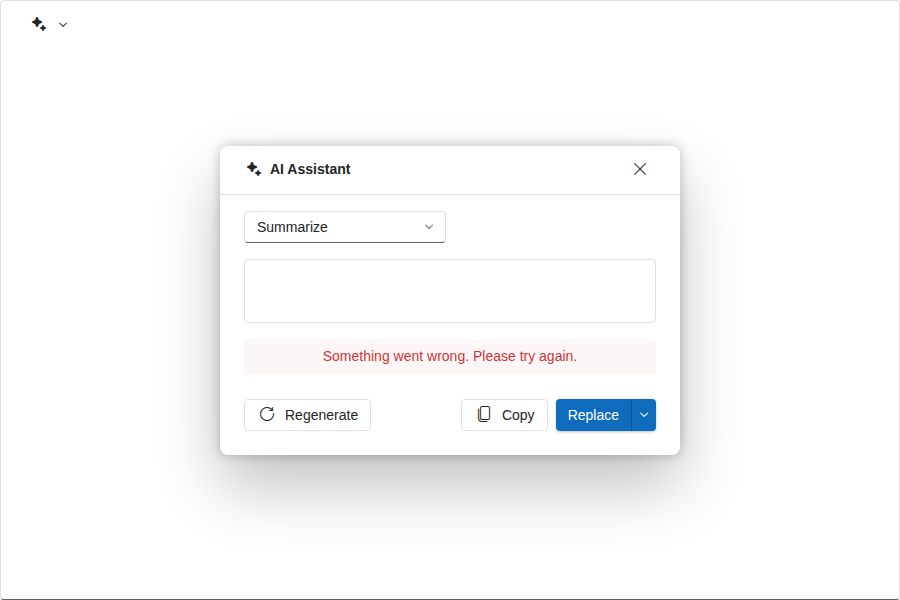 AI Assistant
Summarize
Something went wrong. Please try again.
Regenerate
Copy
Replace